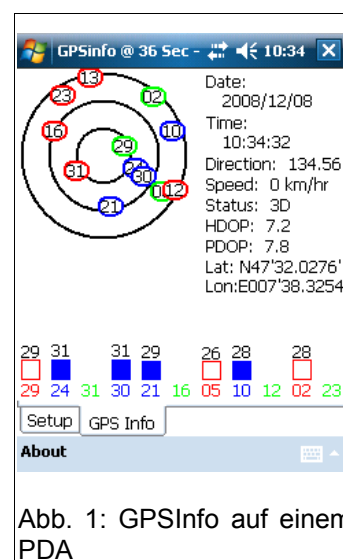 GPSinfo @ 36 Sec - 10:34
13
23
02
16
10
29
31
24
30
12
21
Date:
2008/12/08
Time:
10:34:32
Direction: 134.56
Speed: 0 km/hr
Status: 3D
HDOP: 7.2
PDOP: 7.8
Lat: N47'32.0276'
Lon:E007'38.3254
29 31 31 29 26 28 28
29 24 31 30 21 16 05 10 12 02 23
Setup GPS Info
About
Abb. 1: GPSInfo auf einem
PDA